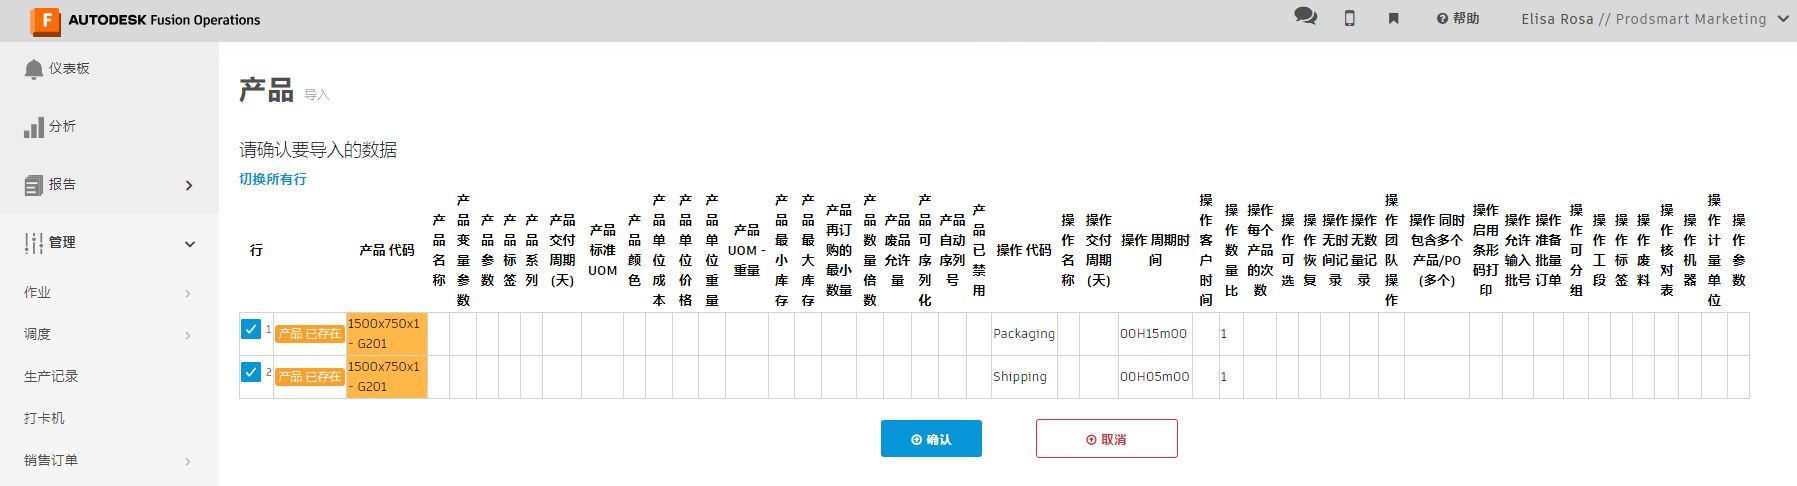 AUTODESK Fusion Operations
帮助
Elisa Rosa // Prodsmart Marketing
仪表板
分析
报告
管理
作业
调度
生产记录
打卡机
销售订单
产品 导入
请确认要导入的数据
切换所有行
行
产品 代码
产品名称
产品变量参数
产品参数
产品标签
产品系列
产品交付周期(天)
产品标准UOM
产品颜色
产品单位成本
产品单位价格
产品单位重量
产品UOM - 重量
产品最小库存
产品最大库存
产品再订购的最小数量
产品数量倍数
产品废品允许量
产品可序列化
产品自动序列号
产品已禁用
操作 代码
操作名称
操作交付周期(天)
操作 周期时间
操作客户时间
操作数量比
操作每个产品的次数
操作可选
操作恢复
操作无时间记录
操作无数量记录
操作团队操作
操作 同时包含多个产品/PO(多个)
操作启用条形码打印
操作允许输入批号
操作准备批量订单
操作可分组
操作工段
操作标签
操作废料
操作核对表
操作机器
操作计量单位
操作参数
1 产品 已存在 1500x750x1 - G201 Packaging 00H15m00 1
2 产品 已存在 1500x750x1 - G201 Shipping 00H05m00 1
确认
取消